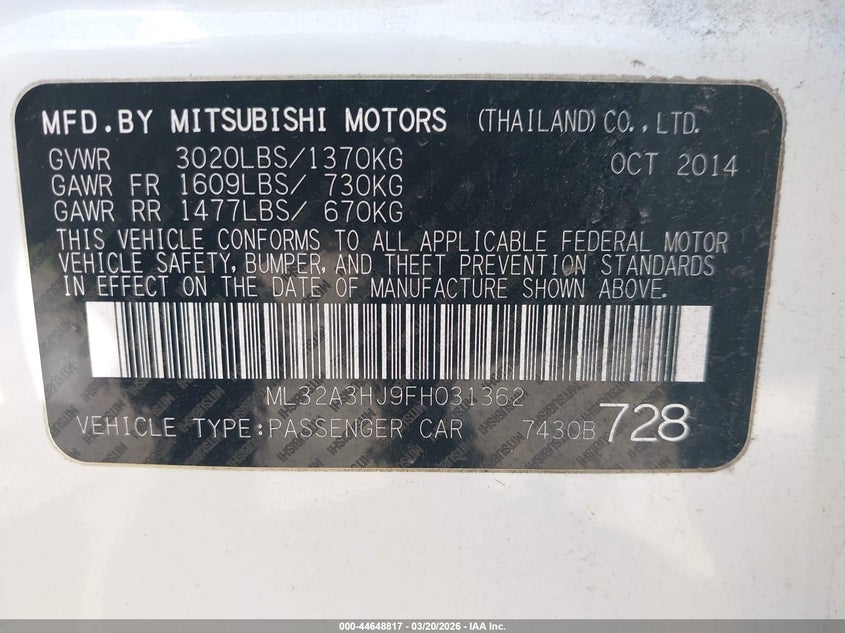 MFD.BY MITSUBISHI MOTORS (THAILAND) CO.,LTD.
GVWR 3020LBS/1370KG OCT 2014
GAWR FR 1609LBS/ 730KG
GAWR RR 1477LBS/ 670KG
THIS VEHICLE CONFORMS TO ALL APPLICABLE FEDERAL MOTOR
VEHICLE SAFETY, BUMPER, AND THEFT PREVENTION STANDARDS
IN EFFECT ON THE DATE OF MANUFACTURE SHOWN ABOVE.
ML32A3HJ9FH031362
VEHICLE TYPE:PASSENGER CAR 7430B 728
000-44648817 - 03/20/2026 - IAA Inc.